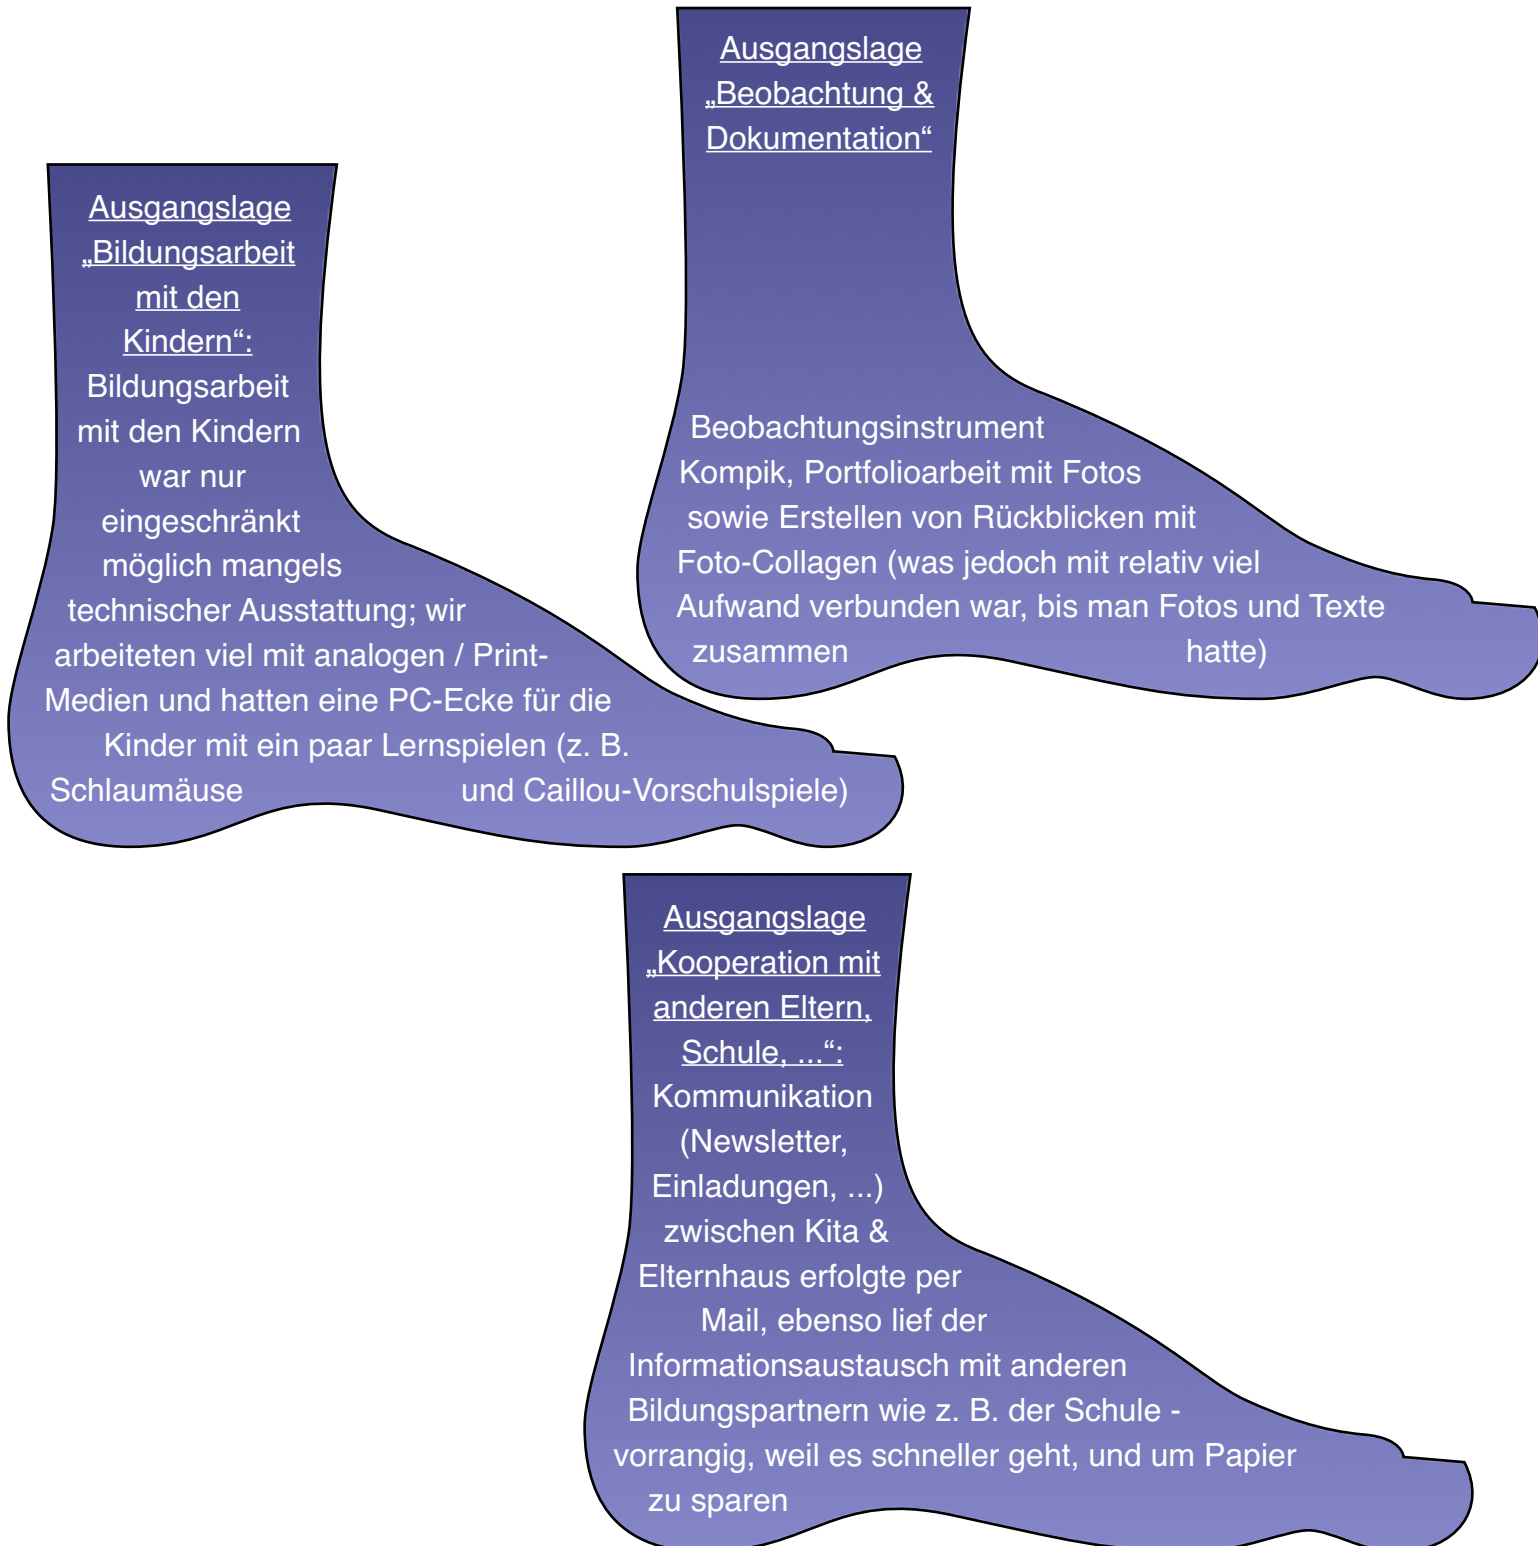 Ausgangslage
„Bildungsarbeit
mit den
Kindern“:
Bildungsarbeit
mit den Kindern
war nur
eingeschränkt
möglich mangels
technischer Ausstattung; wir
arbeiteten viel mit analogen / Print-
Medien und hatten eine PC-Ecke für die
Kinder mit ein paar Lernspielen (z. B.
Schlaumäuse und Caillou-Vorschulspiele)
Ausgangslage
„Beobachtung &
Dokumentation“
Beobachtungsinstrument
Kompik, Portfolioarbeit mit Fotos
sowie Erstellen von Rückblicken mit
Foto-Collagen (was jedoch mit relativ viel
Aufwand verbunden war, bis man Fotos und Texte
zusammen hatte)
Ausgangslage
„Kooperation mit
anderen Eltern,
Schule, ...“:
Kommunikation
(Newsletter,
Einladungen, ...)
zwischen Kita &
Elternhaus erfolgte per
Mail, ebenso lief der
Informationsaustausch mit anderen
Bildungspartnern wie z. B. der Schule -
vorrangig, weil es schneller geht, und um Papier
zu sparen